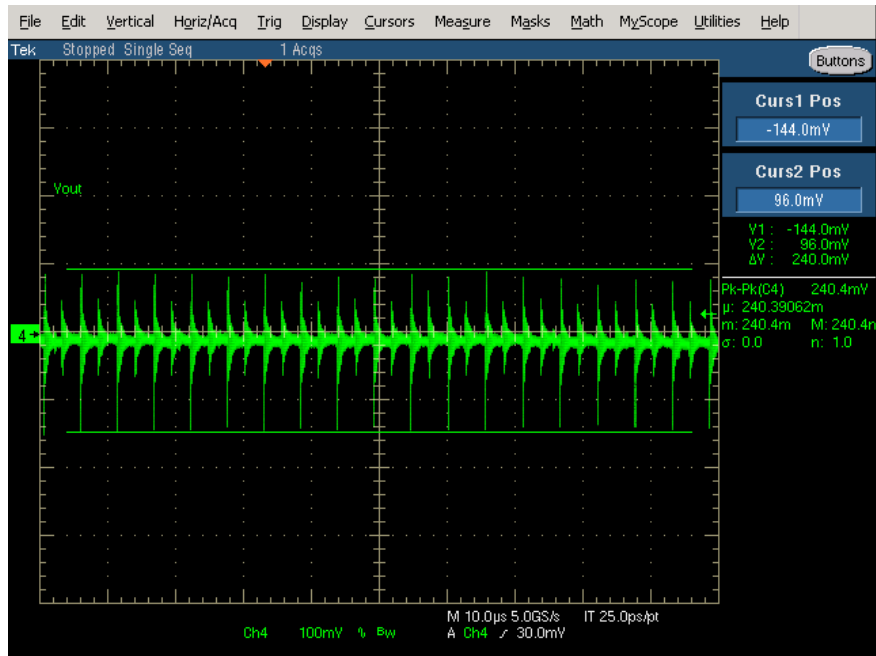 File Edit Vertical Horiz/Acq Trig Display Cursors Measure Masks Math MyScope Utilities Help
Tek Stopped Single Seq 1 Acqs
Buttons
Curs1 Pos
-144.0mV
Curs2 Pos
96.0mV
Vout
V1 : -144.0mV
V2 : 96.0mV
ΔV : 240.0mV
Pk-Pk(C4) 240.4mV
μ: 240.39062m
m: 240.4m M: 240.4m
σ: 0.0 n: 1.0
4
M 10.0μs 5.0GS/s IT 25.0ps/pt
Ch4 100mV ∿ Bw A Ch4 ⁄ 30.0mV